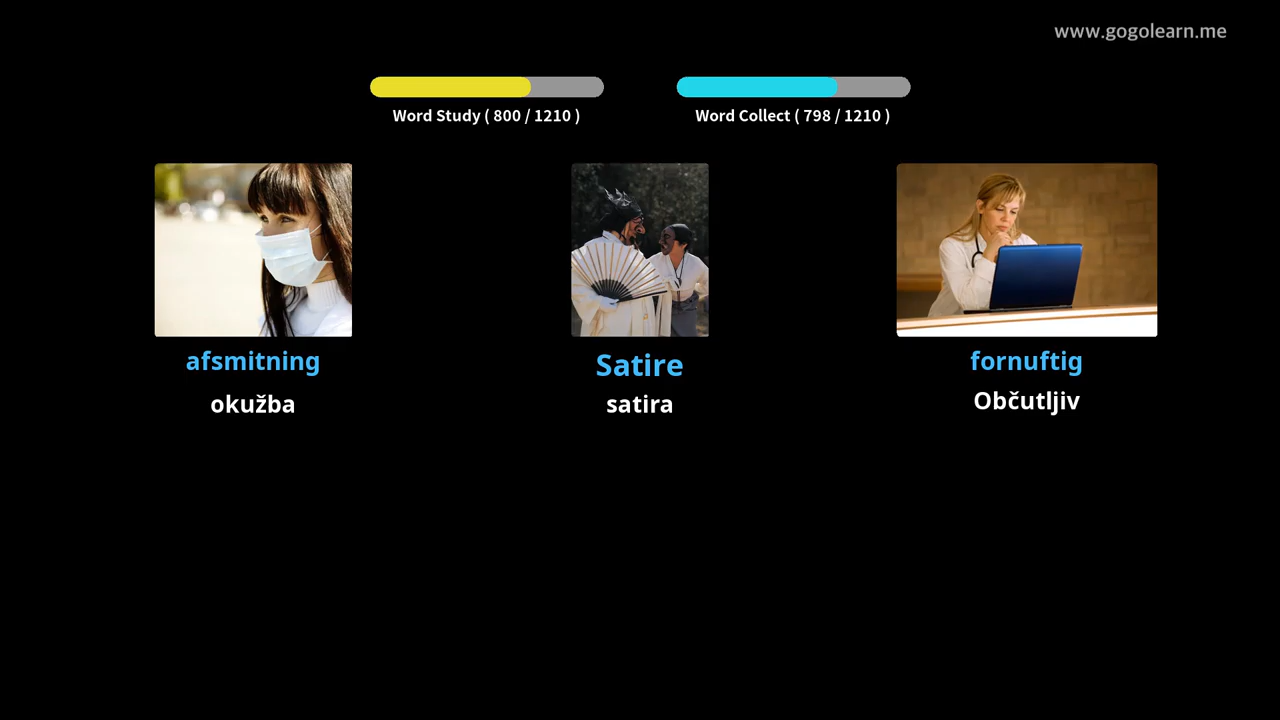 www.gogolearn.me
Word Study ( 800 / 1210 )
Word Collect ( 798 / 1210 )
afsmitning
okužba
Satire
satira
fornuftig
Občutljiv